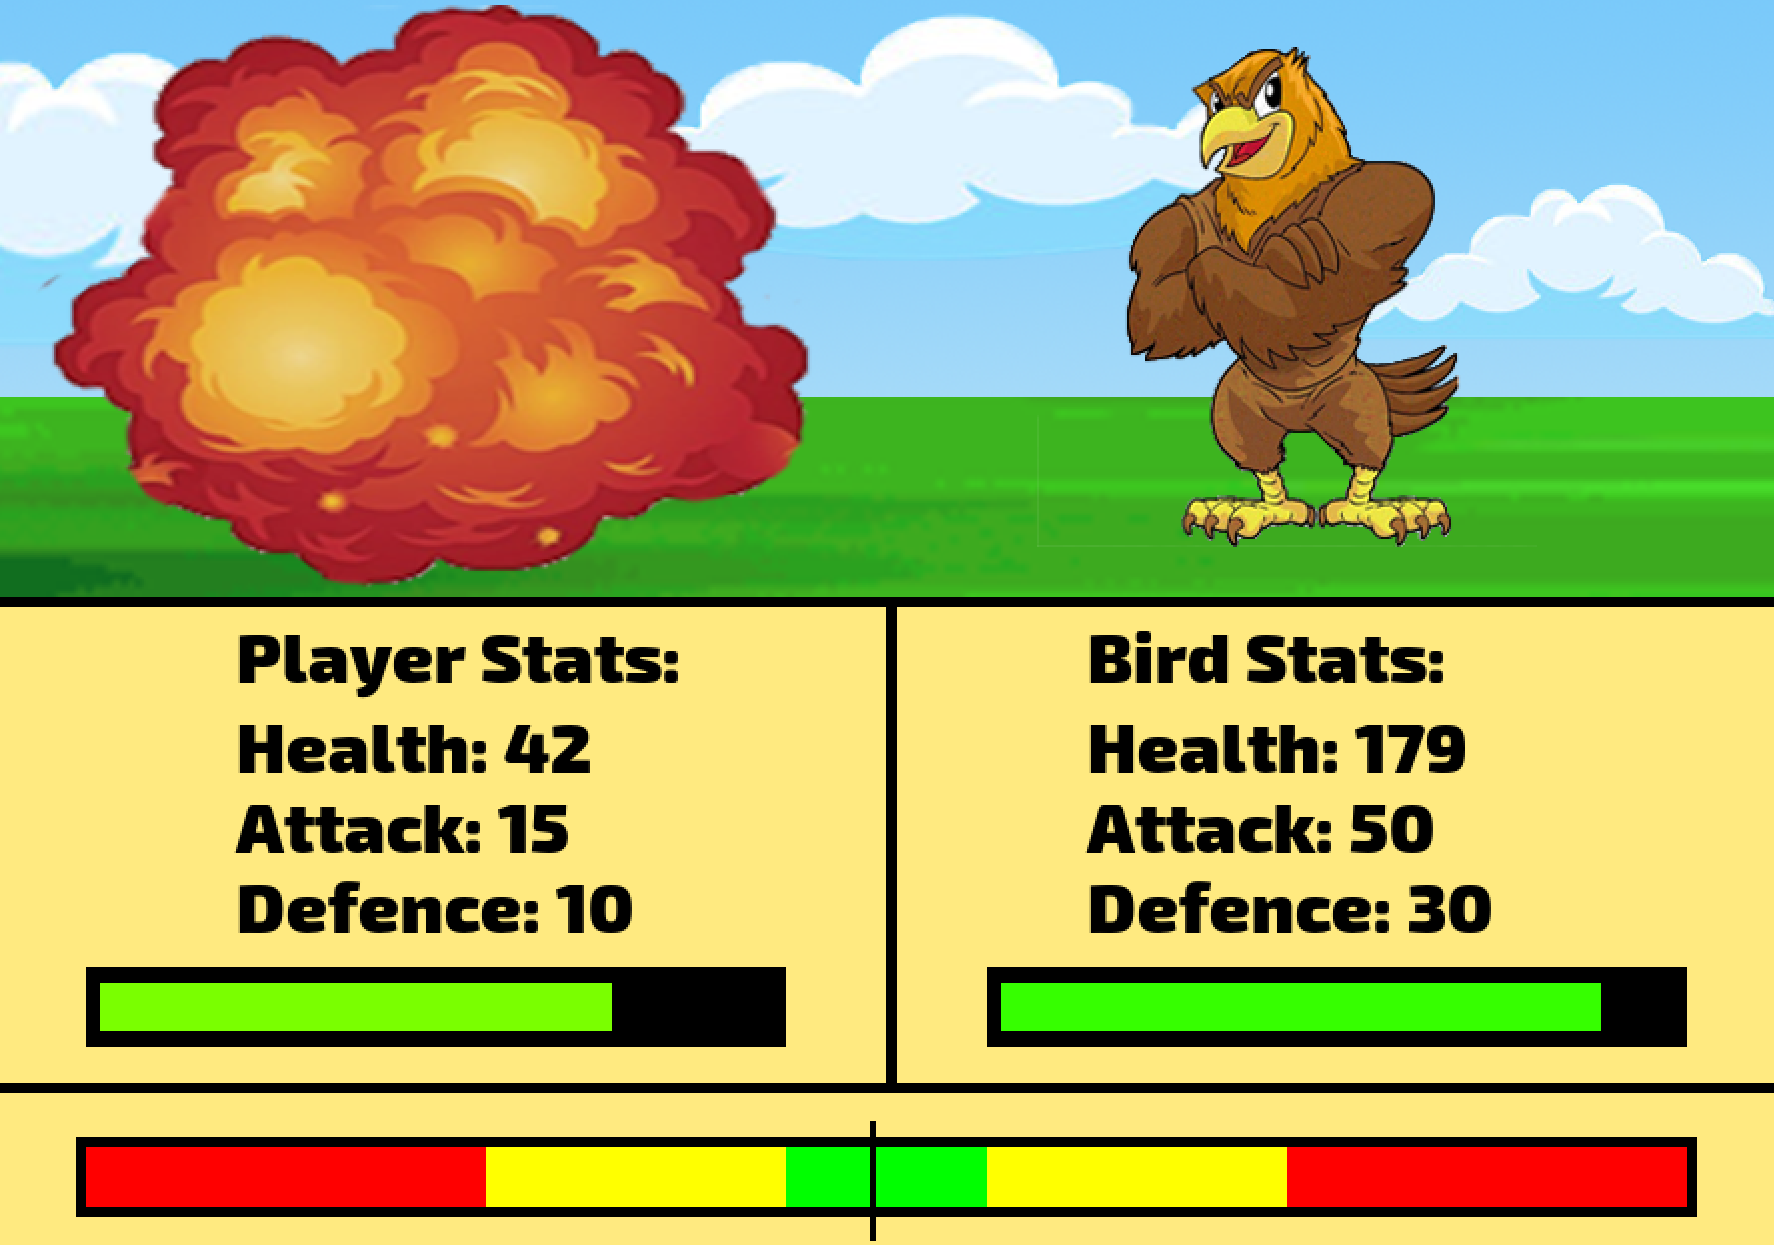 Player Stats:
Health: 42
Attack: 15
Defence: 10
Bird Stats:
Health: 179
Attack: 50
Defence: 30